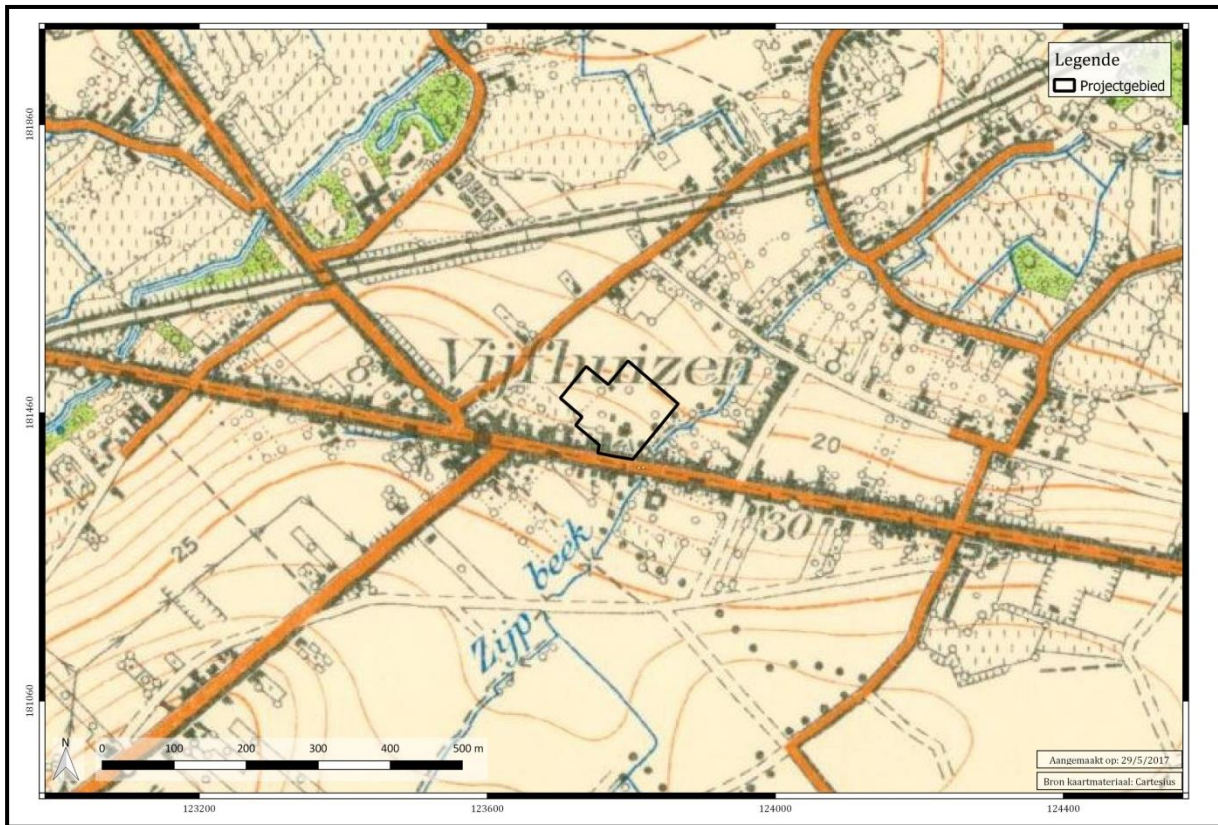 Legende
Projectgebied
181860
Vijfhuizen
8
181460
20
30
25
Zijp beek
181060
N
0 100 200 300 400 500 m
Aangemaakt op: 29/5/2017
Bron kaartmateriaal: Cartesius
123200 123600 124000 124400